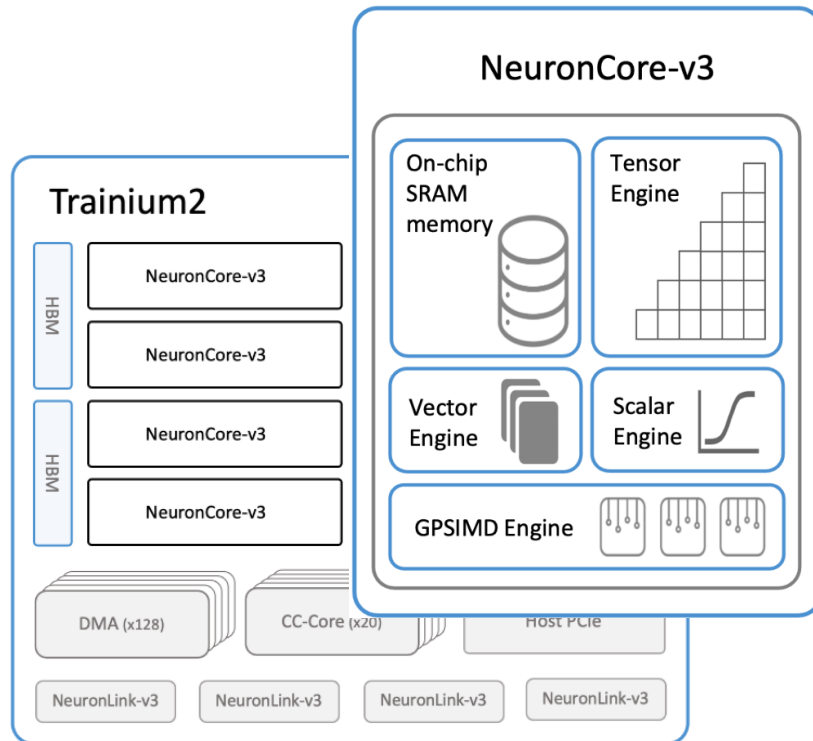 NeuronCore-v3
On-chip
SRAM
memory
Tensor
Engine
Vector
Engine
Scalar
Engine
GPSIMD Engine
Trainium2
HBM
NeuronCore-v3
NeuronCore-v3
HBM
NeuronCore-v3
NeuronCore-v3
DMA (x128)
CC-Core (x20)
Host PCIe
NeuronLink-v3
NeuronLink-v3
NeuronLink-v3
NeuronLink-v3